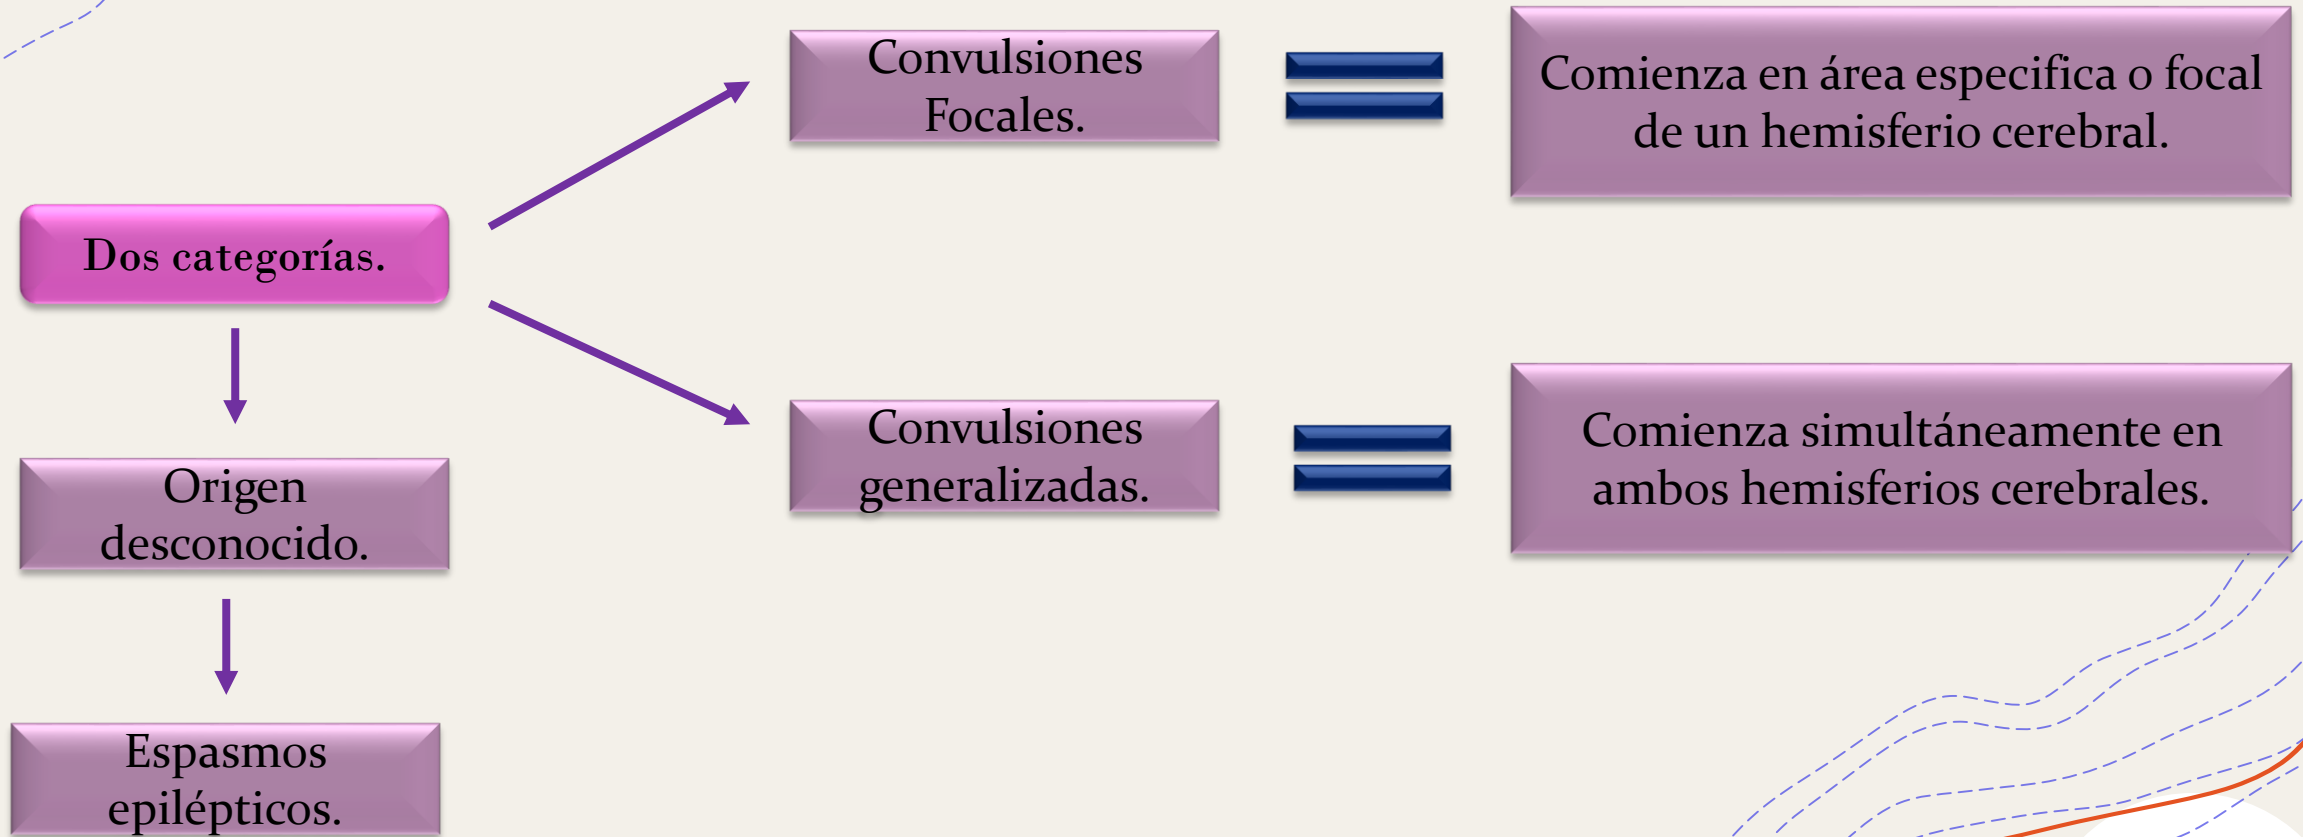 Convulsiones
Focales.
Comienza en área especifica o focal
de un hemisferio cerebral.
Dos categorías.
Convulsiones
generalizadas.
Comienza simultáneamente en
ambos hemisferios cerebrales.
Origen
desconocido.
Espasmos
epilépticos.